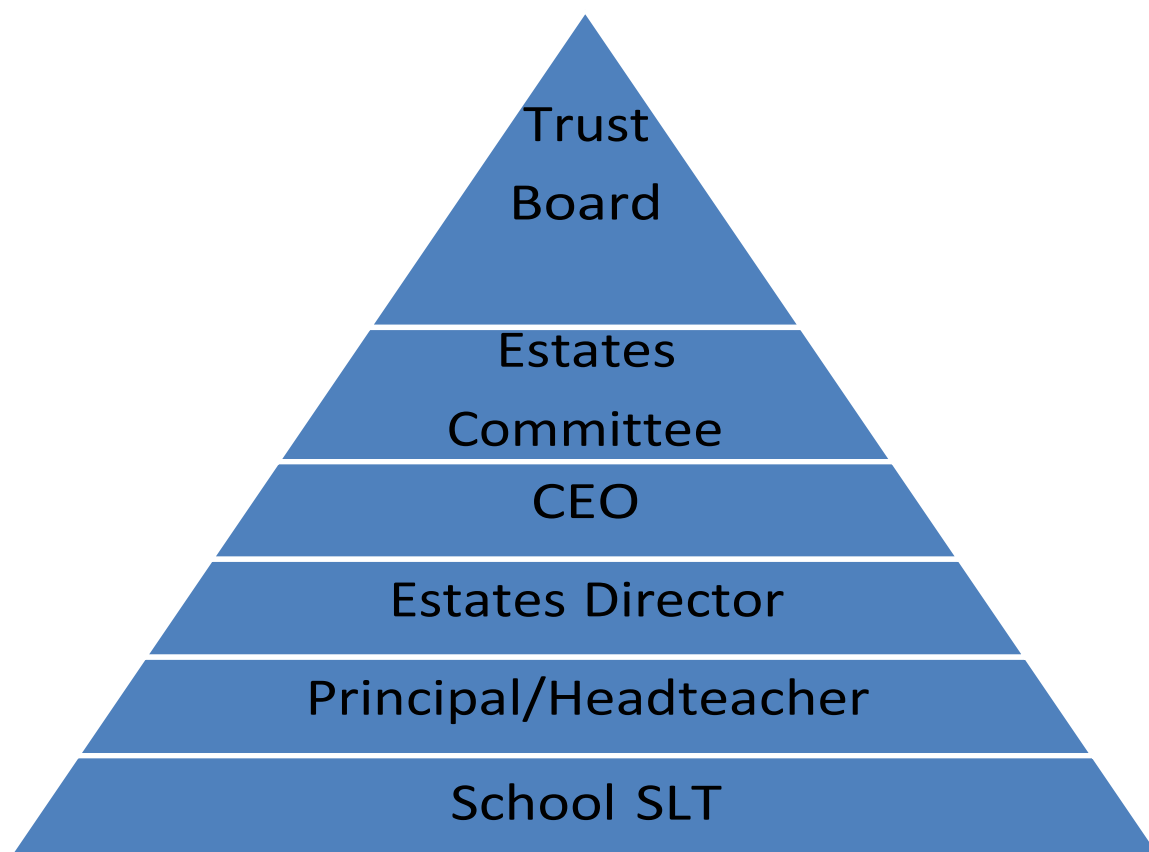 Trust
Board
Estates
Committee
CEO
Estates Director
Principal/Headteacher
School SLT